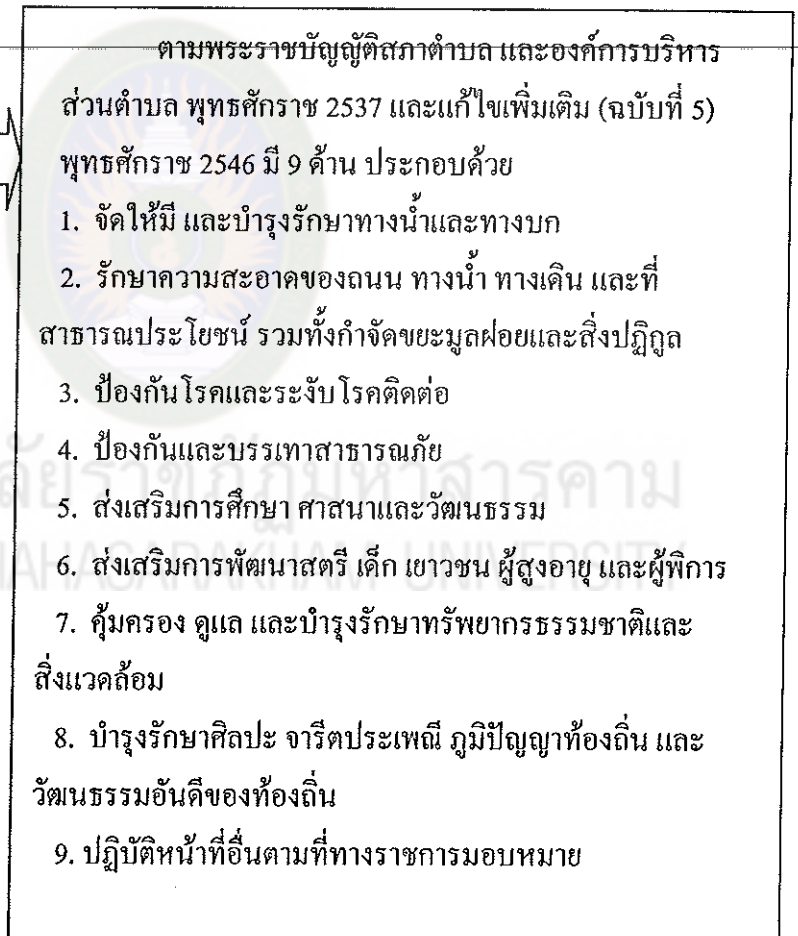 ตามพระราชบัญญัติสภาตำบล และองค์การบริหาร
ส่วนตำบล พุทธศักราช 2537 และแก้ไขเพิ่มเติม (ฉบับที่ 5)
พุทธศักราช 2546 มี 9 ด้าน ประกอบด้วย
1. จัดให้มี และบำรุงรักษาทางน้ำและทางบก
2. รักษาความสะอาดของถนน ทางน้ำ ทางเดิน และที่
สาธารณประโยชน์ รวมทั้งกำจัดขยะมูลฝอยและสิ่งปฏิกูล
3. ป้องกันโรคและระงับโรคติดต่อ
4. ป้องกันและบรรเทาสาธารณภัย
ลัยราชภัฏมหาสารคาม
5. ส่งเสริมการศึกษา ศาสนาและวัฒนธรรม
MAHASARAKHAM UNIVERSITY
6. ส่งเสริมการพัฒนาสตรี เด็ก เยาวชน ผู้สูงอายุ และผู้พิการ
7. คุ้มครอง ดูแล และบำรุงรักษาทรัพยากรธรรมชาติและ
สิ่งแวดล้อม
8. บำรุงรักษาศิลปะ จารีตประเพณี ภูมิปัญญาท้องถิ่น และ
วัฒนธรรมอันดีของท้องถิ่น
9. ปฏิบัติหน้าที่อื่นตามที่ทางราชการมอบหมาย